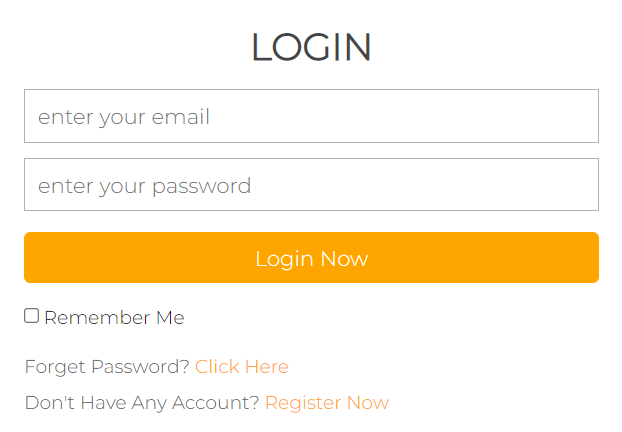 LOGIN
enter your email
enter your password
Login Now
Remember Me
Forget Password? Click Here
Don't Have Any Account? Register Now